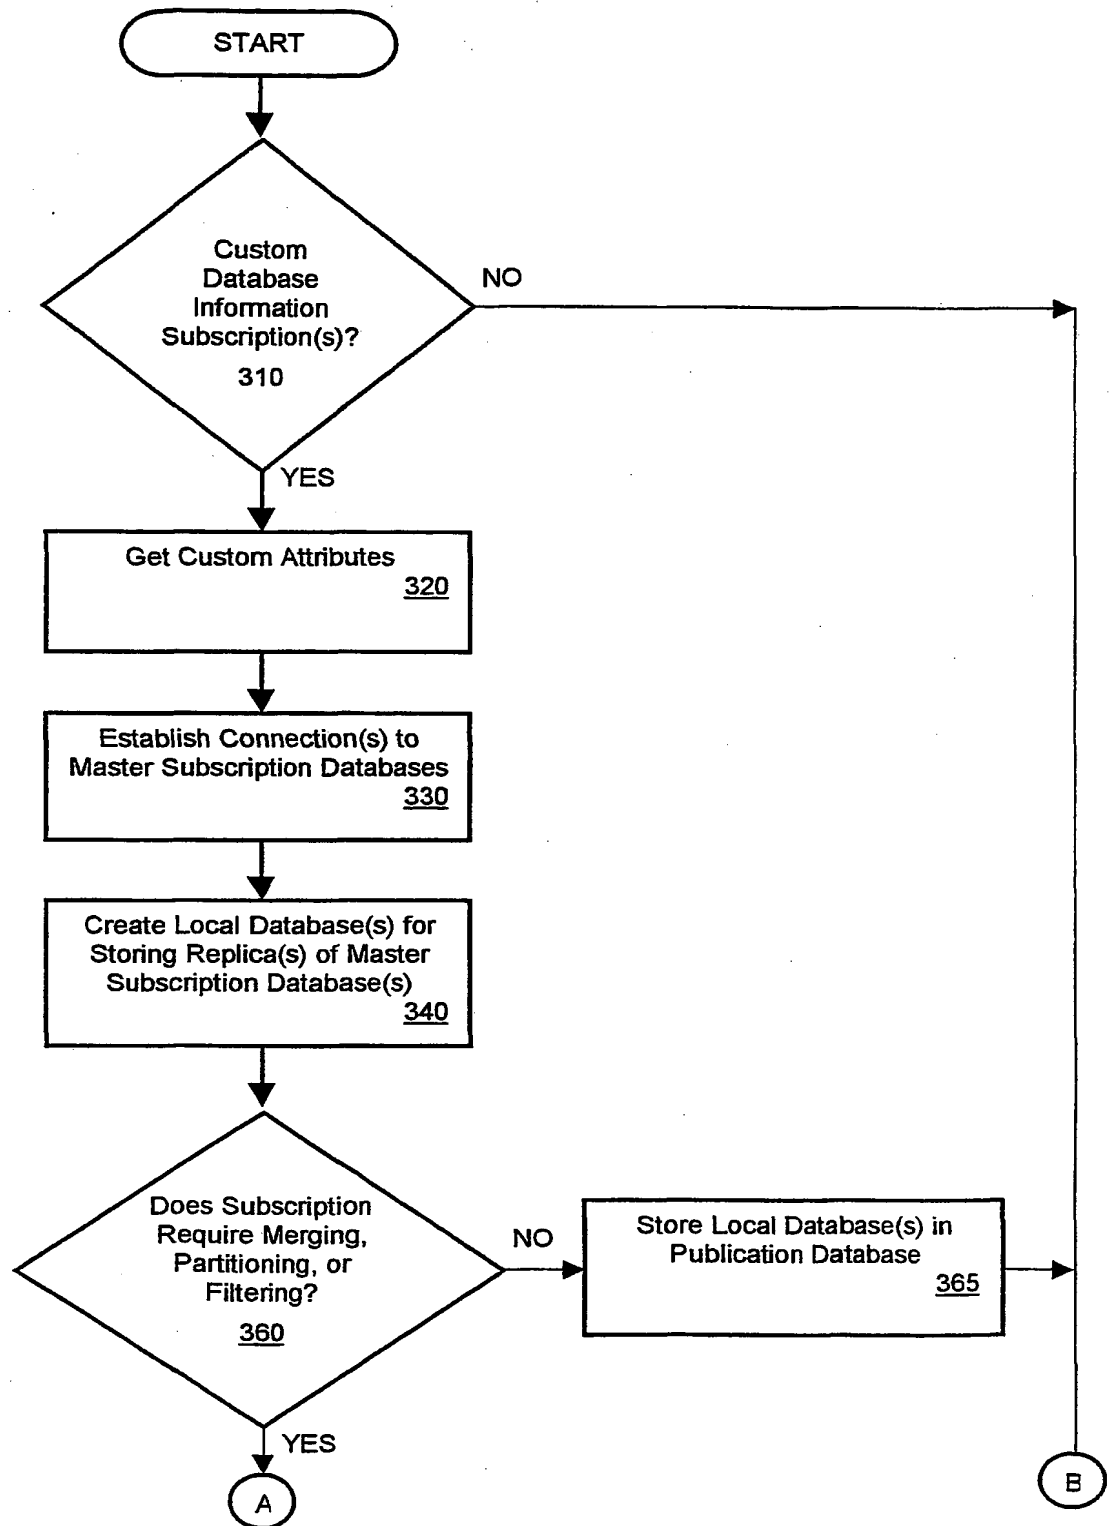 START
Custom
Database
Information
Subscription(s)?
310
NO
YES
Get Custom Attributes
320
Establish Connection(s) to
Master Subscription Databases
330
Create Local Database(s) for
Storing Replica(s) of Master
Subscription Database(s)
340
Does Subscription
Require Merging,
Partitioning, or
Filtering?
360
NO
Store Local Database(s) in
Publication Database
365
YES
A
B